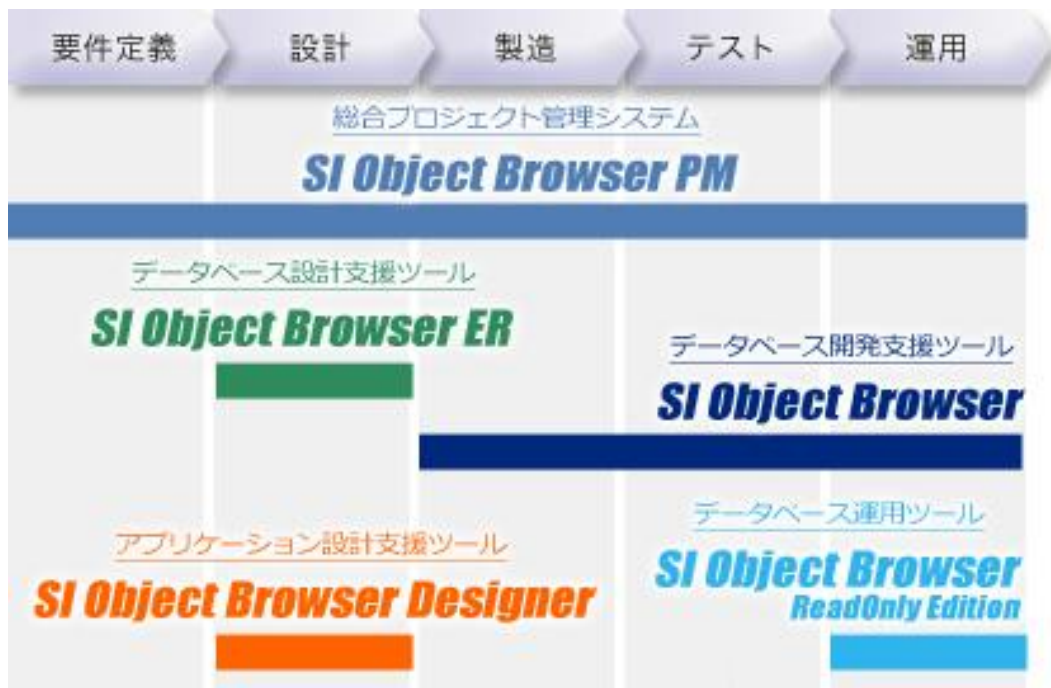 要件定義
設計
製造
テスト
運用
総合プロジェクト管理システム
SI Object Browser PM
データベース設計支援ツール
SI Object Browser ER
データベース開発支援ツール
SI Object Browser
アプリケーション設計支援ツール
SI Object Browser Designer
データベース運用ツール
SI Object Browser
ReadOnly Edition